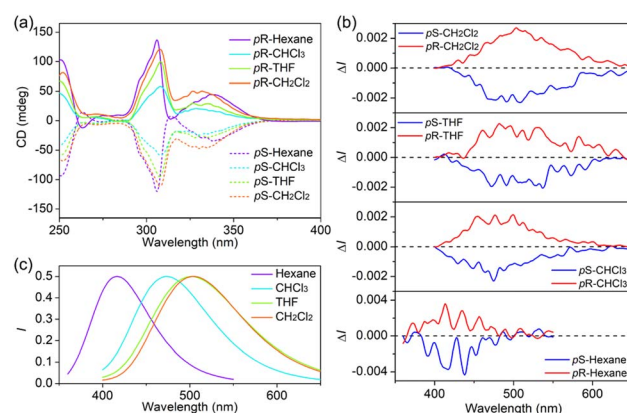 (a)
150
100
50
0
-50
-100
-150
CD (mdeg)
pR-Hexane
pR-CHCl₃
pR-THF
pR-CH₂Cl₂
pS-Hexane
pS-CHCl₃
pS-THF
pS-CH₂Cl₂
250 300 350 400
Wavelength (nm)
(c)
0.5
0.4
0.3
0.2
0.1
0.0
I
Hexane
CHCl₃
THF
CH₂Cl₂
400 500 600
Wavelength (nm)
(b)
0.002
0.000
-0.002
ΔI
pS-CH₂Cl₂
pR-CH₂Cl₂
0.002
0.000
-0.002
ΔI
pS-THF
pR-THF
0.002
0.000
-0.002
ΔI
pS-CHCl₃
pR-CHCl₃
0.004
0.000
-0.004
ΔI
pS-Hexane
pR-Hexane
400 500 600
Wavelength (nm)